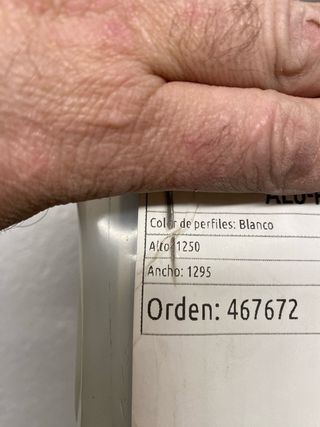 Color de perfiles: Blanco
Alto: 1250
Ancho: 1295
Orden: 467672